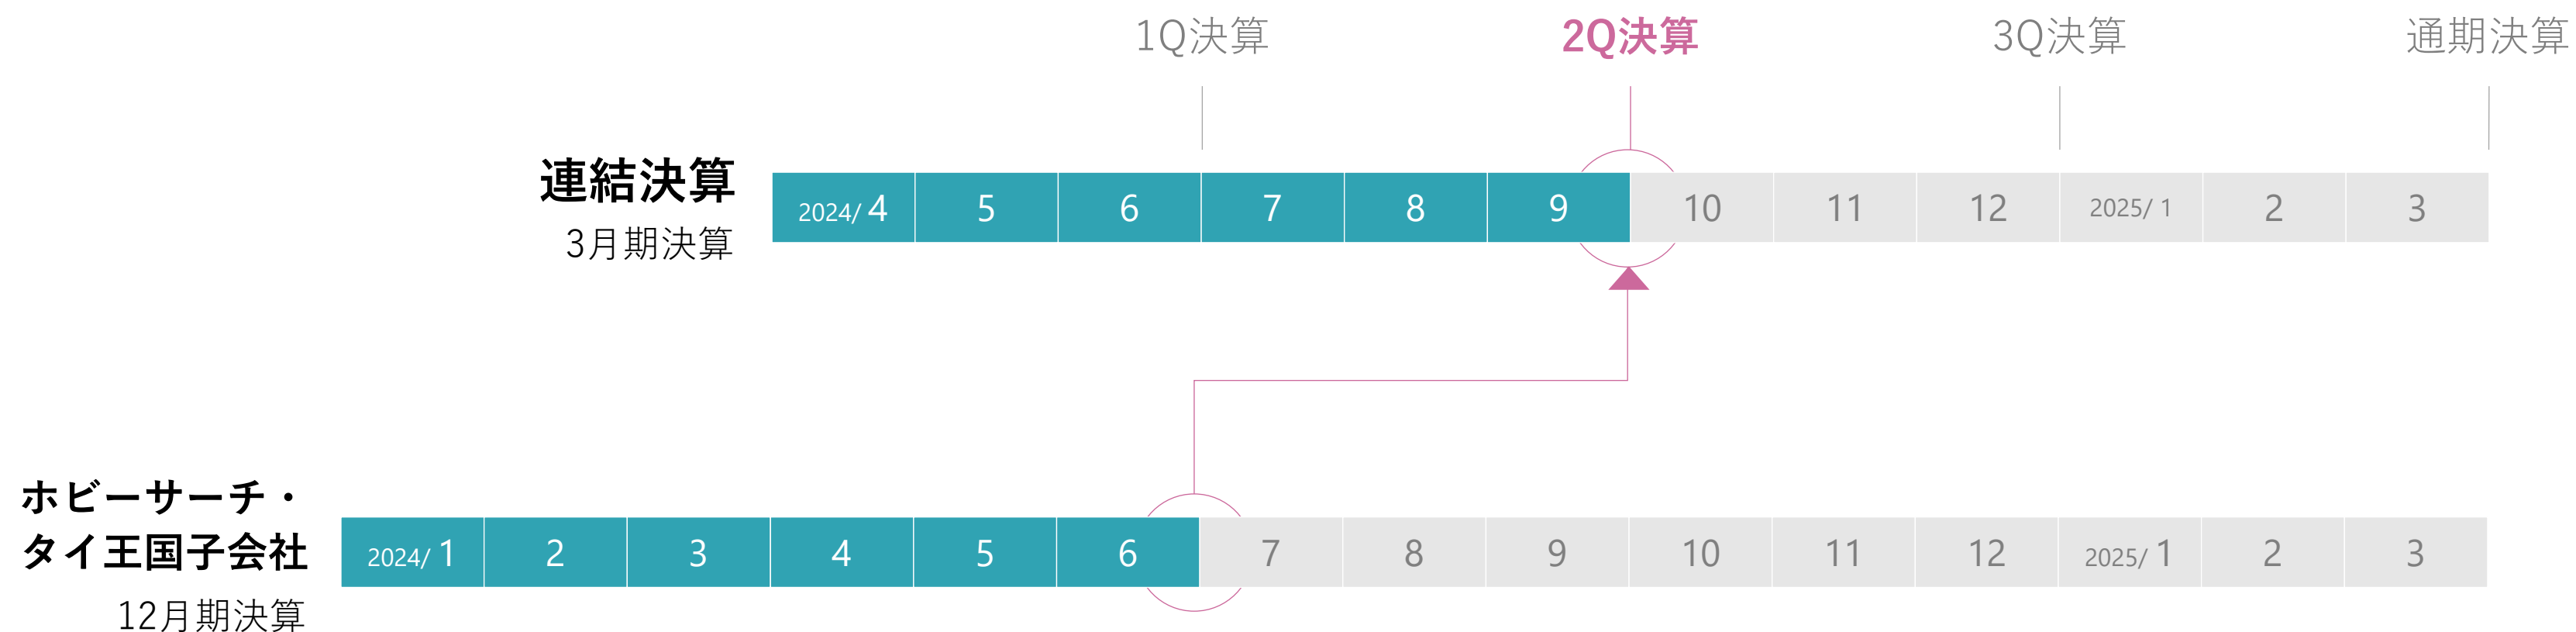 1Q決算 2Q決算 3Q決算 通期決算
連結決算
3月期決算
2024/ 4 5 6 7 8 9 10 11 12 2025/ 1 2 3
ホビーサーチ・
タイ王国子会社
12月期決算
2024/ 1 2 3 4 5 6 7 8 9 10 11 12 2025/ 1 2 3